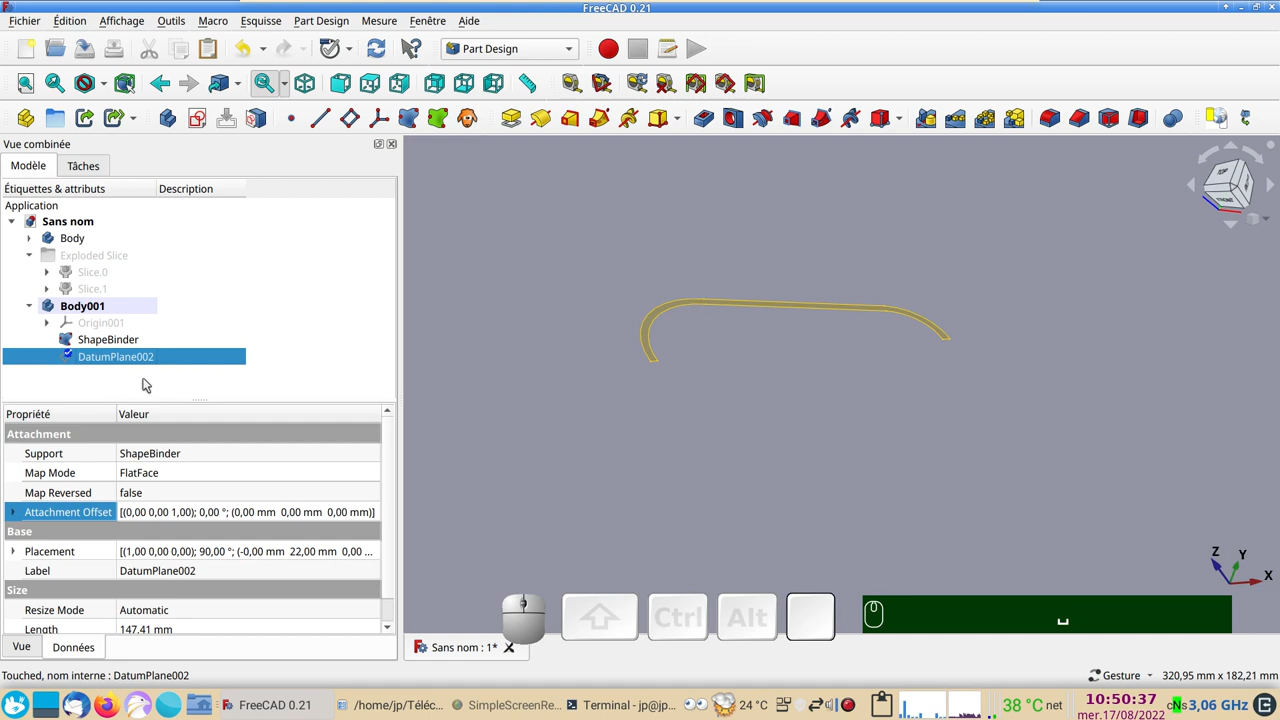 FreeCAD 0.21
Fichier Édition Affichage Outils Macro Esquisse Part Design Mesure Fenêtre Aide
Part Design
Vue combinée
Modèle Tâches
Étiquettes & attributs Description
Application
Sans nom
Body
Exploded Slice
Slice.0
Slice.1
Body001
Origin001
ShapeBinder
DatumPlane002
Propriété Valeur
Attachment
Support ShapeBinder
Map Mode FlatFace
Map Reversed false
Attachment Offset [(0,00 0,00 1,00); 0,00 °; (0,00 mm 0,00 mm 0,00 mm)]
Base
Placement [(1,00 0,00 0,00); 90,00 °; (-0,00 mm 22,00 mm 0,00 ...
Label DatumPlane002
Size
Resize Mode Automatic
Length 147.41 mm
Vue Données
TOP
Z Y X
Ctrl Alt
Sans nom : 1*
Touched, nom interne : DatumPlane002
Gesture 320,95 mm x 182,21 mm
FreeCAD 0.21 /home/jp/Téléc... SimpleScreenRe... Terminal - jp@jp... 24 °C 38 °C net 10:50:37 3,06 GHz
mer.17/08/2022